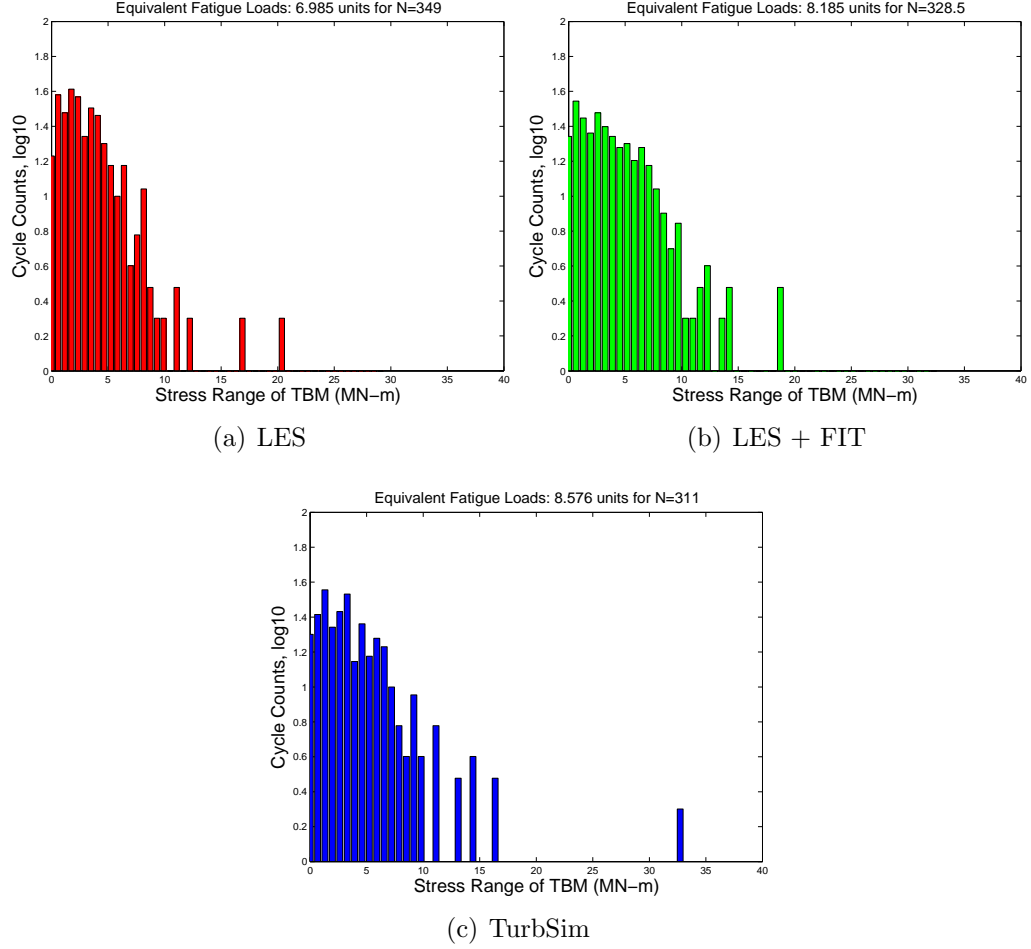 Equivalent Fatigue Loads: 6.985 units for N=349
2
1.8
1.6
1.4
1.2
1
0.8
0.6
0.4
0.2
0
Cycle Counts, log10
0 5 10 15 20 25 30 35 40
Stress Range of TBM (MN−m)
(a) LES
Equivalent Fatigue Loads: 8.185 units for N=328.5
2
1.8
1.6
1.4
1.2
1
0.8
0.6
0.4
0.2
0
Cycle Counts, log10
0 5 10 15 20 25 30 35 40
Stress Range of TBM (MN−m)
(b) LES + FIT
Equivalent Fatigue Loads: 8.576 units for N=311
2
1.8
1.6
1.4
1.2
1
0.8
0.6
0.4
0.2
0
Cycle Counts, log10
0 5 10 15 20 25 30 35 40
Stress Range of TBM (MN−m)
(c) TurbSim